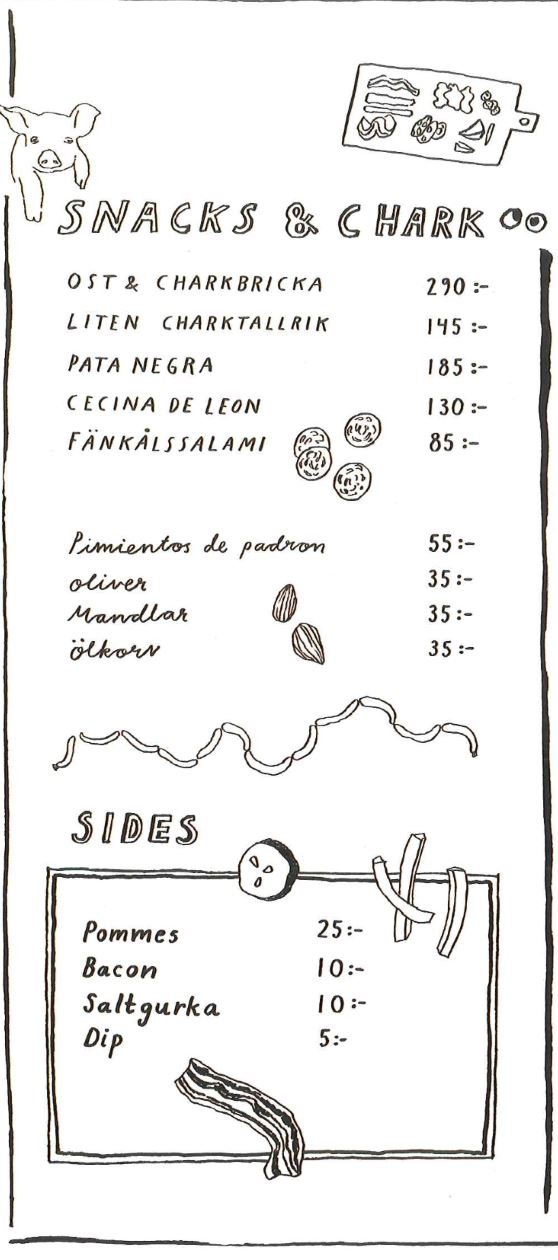 SNACKS & CHARK
OST & CHARKBRICKA 290:-
LITEN CHARKTALLRIK 145:-
PATA NEGRA 185:-
CECINA DE LEON 130:-
FÄNKÅLSSALAMI 85:-
Pimientos de padron 55:-
oliver 35:-
Mandlar 35:-
ölkorv 35:-
SIDES
Pommes 25:-
Bacon 10:-
Saltgurka 10:-
Dip 5:-